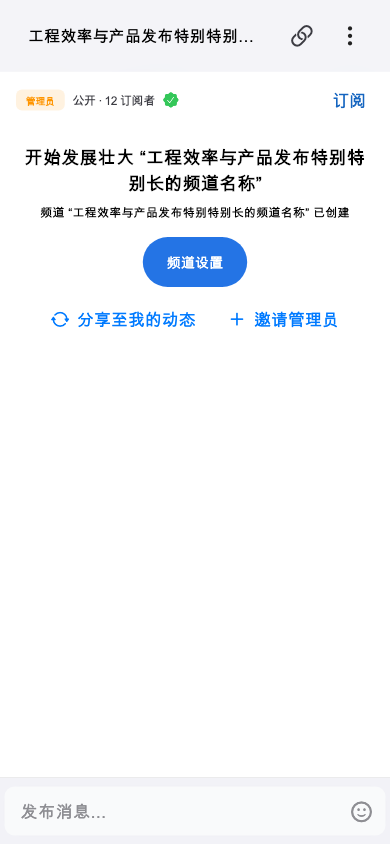 工程效率与产品发布特别特别...
管理员 公开 · 12 订阅者 订阅
开始发展壮大 “工程效率与产品发布特别特
别长的频道名称”
频道 “工程效率与产品发布特别特别长的频道名称” 已创建
频道设置
分享至我的动态 邀请管理员
发布消息...